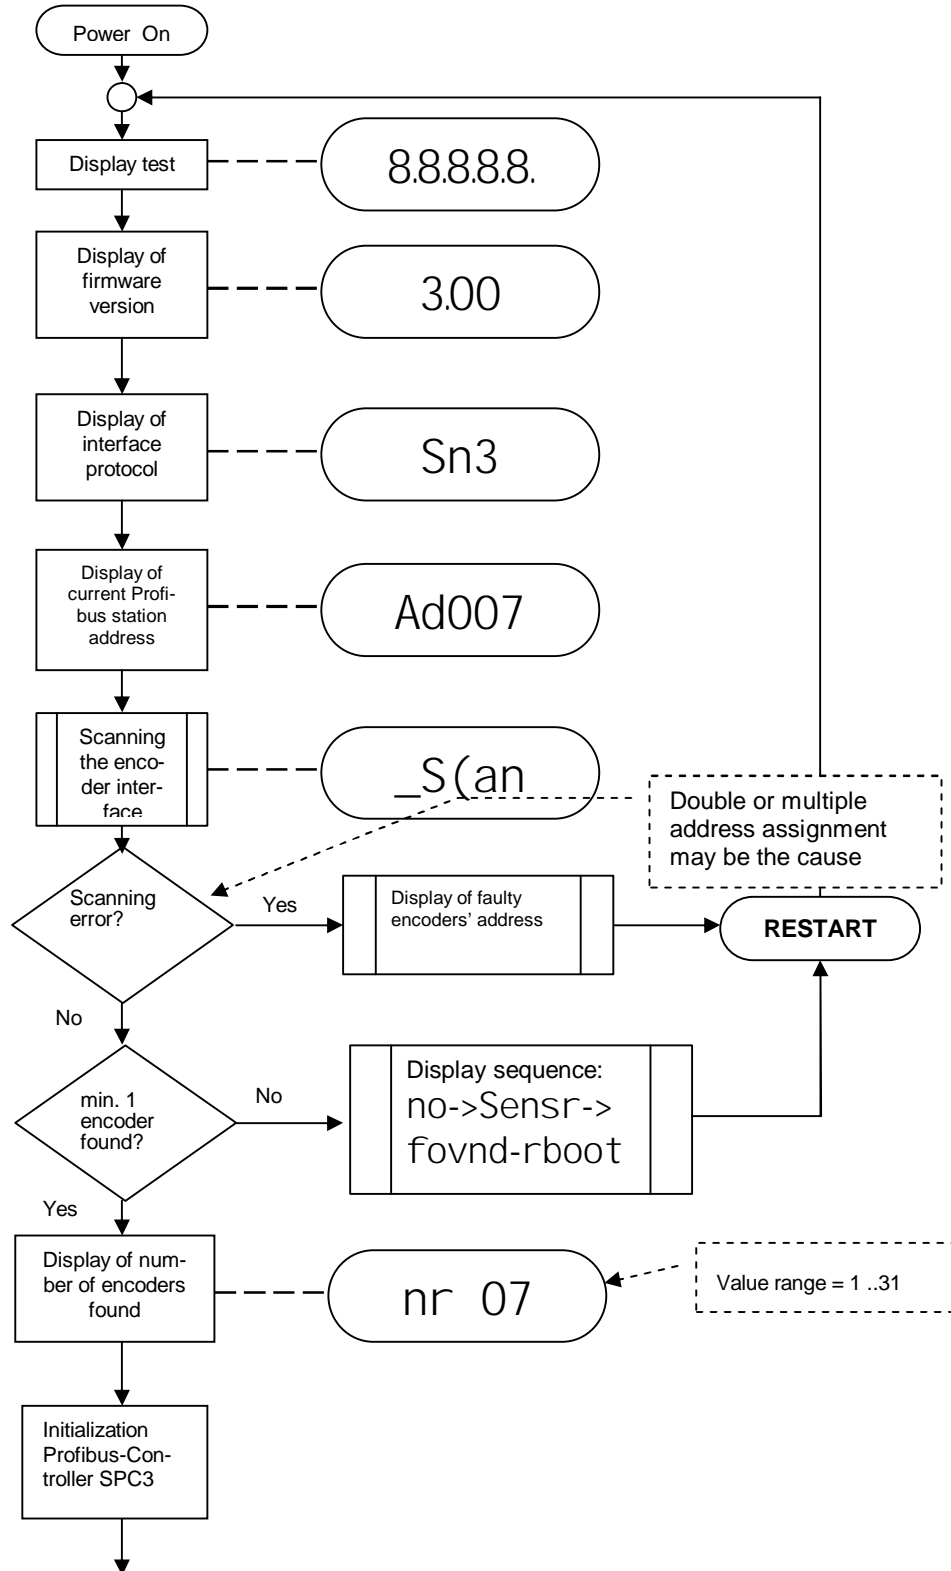 Power On
Display test
8.8.8.8.8.
Display of
firmware
version
3.00
Display of
interface
protocol
Sn3
Display of
current Profi-
bus station
address
Ad007
Scanning
the enco-
der inter-
face
_S(an
Double or multiple
address assignment
may be the cause
Scanning
error?
Yes
Display of faulty
encoders' address
RESTART
No
min. 1
encoder
found?
No
Display sequence:
no->Sensr->
fovnd-rboot
Yes
Display of num-
ber of encoders
found
nr 07
Value range = 1 ..31
Initialization
Profibus-Con-
troller SPC3